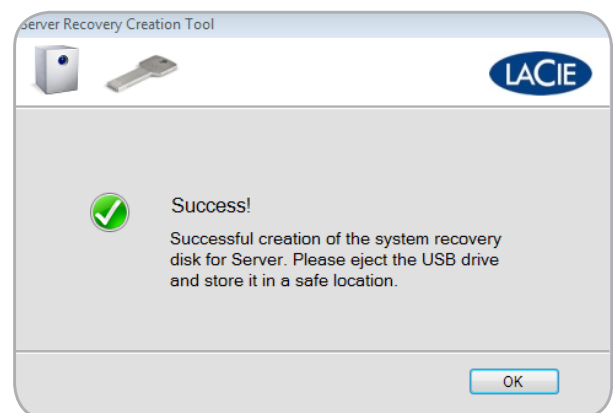 Server Recovery Creation Tool
LACIE
Success!
Successful creation of the system recovery
disk for Server. Please eject the USB drive
and store it in a safe location.
OK